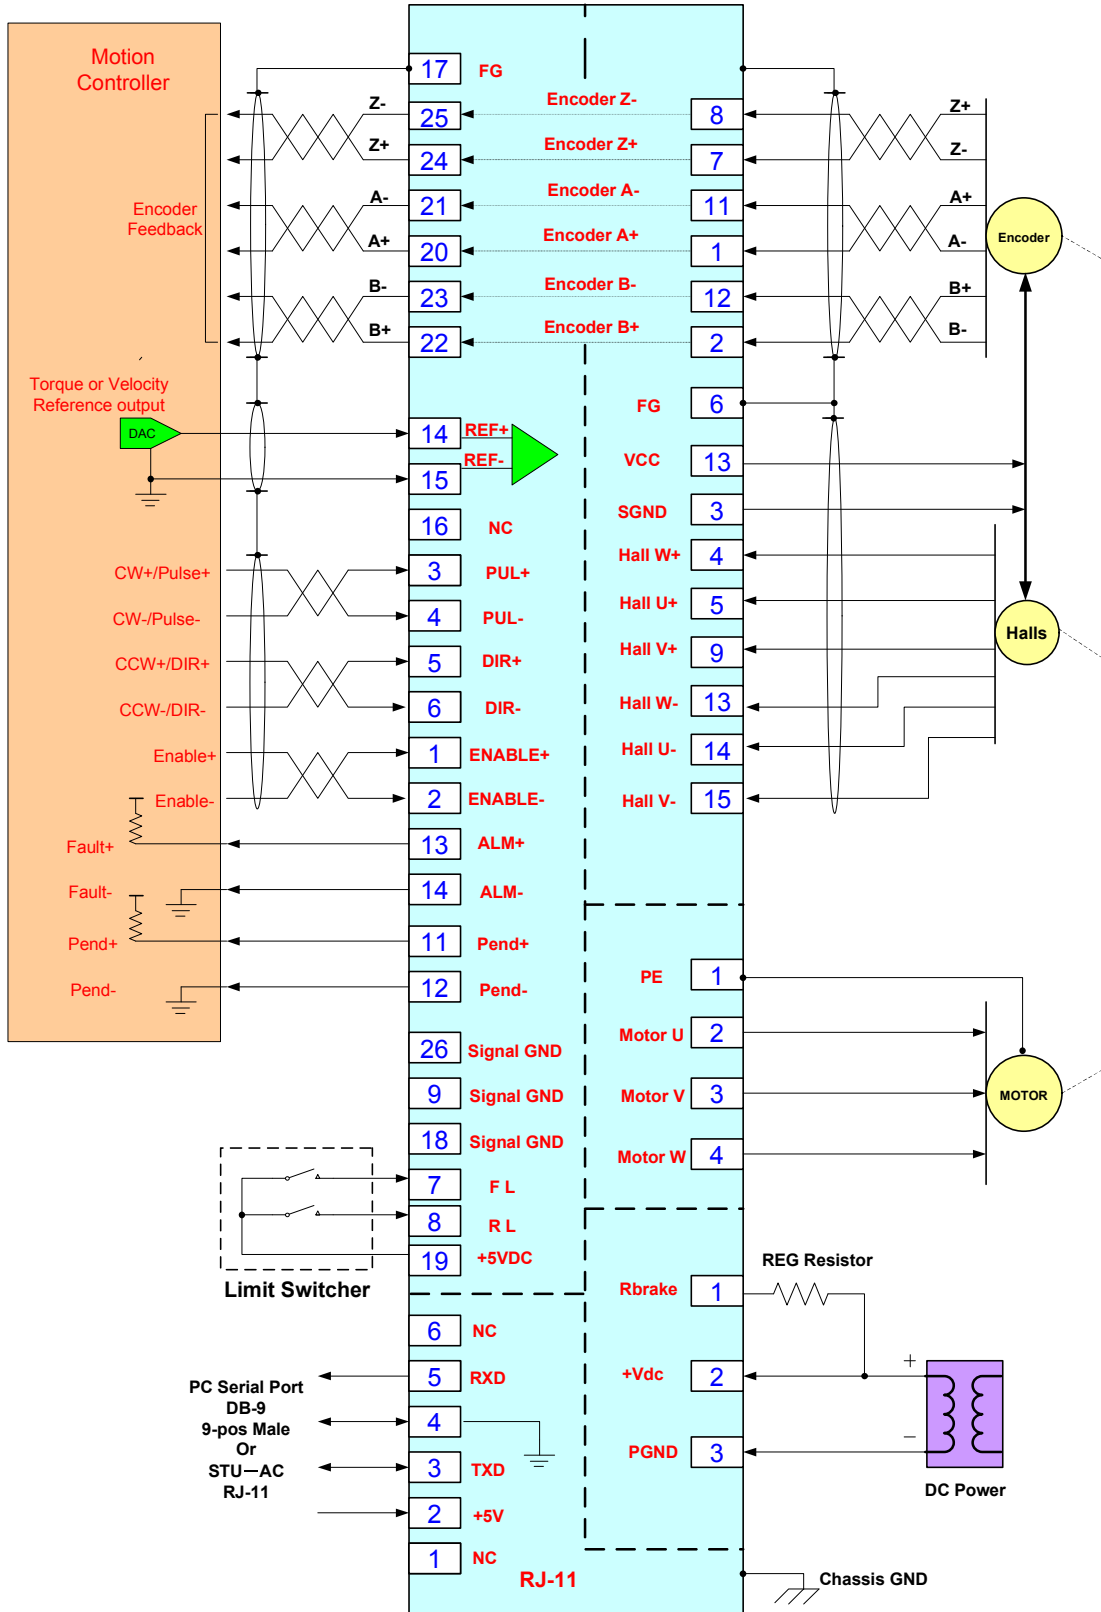 Motion
Controller
17 FG
Z- 25 Encoder Z- 8 Z+
Z+ 24 Encoder Z+ 7 Z-
A- 21 Encoder A- 11 A+
Encoder
Feedback
A+ 20 Encoder A+ 1 A-
Encoder
B- 23 Encoder B- 12 B+
B+ 22 Encoder B+ 2 B-
Torque or Velocity
Reference output
DAC
14 REF+
15 REF-
16 NC
CW+/Pulse+ 3 PUL+
CW-/Pulse- 4 PUL-
CCW+/DIR+ 5 DIR+
CCW-/DIR- 6 DIR-
Enable+ 1 ENABLE+
Enable- 2 ENABLE-
Fault+ 13 ALM+
Fault- 14 ALM-
Pend+ 11 Pend+
Pend- 12 Pend-
26 Signal GND
9 Signal GND
18 Signal GND
7 F L
8 R L
19 +5VDC
Limit Switcher
FG 6
VCC 13
SGND 3
Hall W+ 4
Hall U+ 5
Hall V+ 9
Hall W- 13
Hall U- 14
Hall V- 15
Halls
PE 1
Motor U 2
Motor V 3
Motor W 4
MOTOR
REG Resistor
Rbrake 1
+Vdc 2
+
PGND 3
−
DC Power
6 NC
5 RXD
4
3 TXD
2 +5V
1 NC
PC Serial Port
DB-9
9-pos Male
Or
STU—AC
RJ-11
RJ-11
Chassis GND